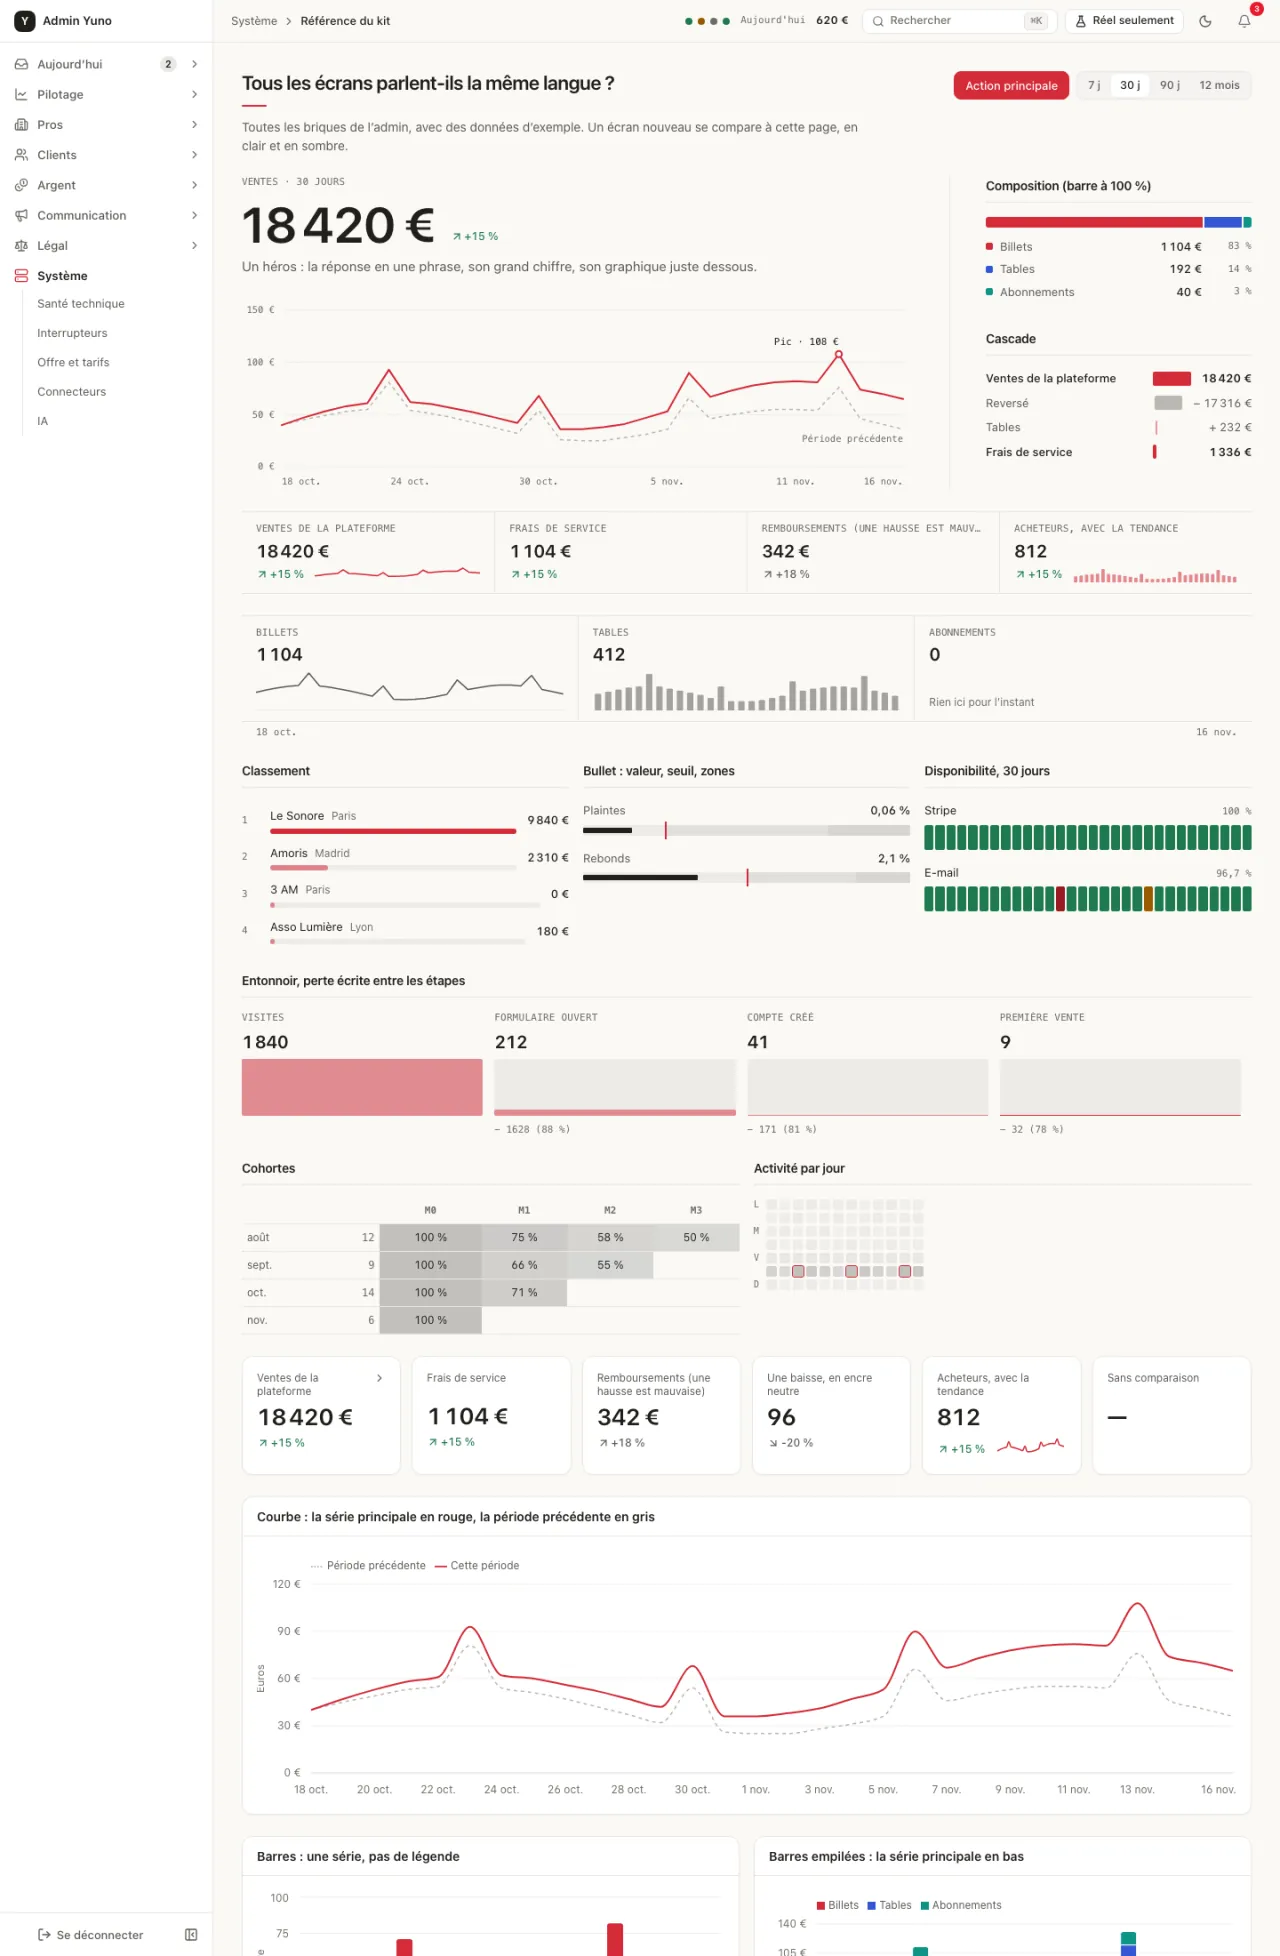 Y Admin Yuno
Système > Référence du kit
Aujourd'hui 620 €
Rechercher ⌘K
Réel seulement
3
Aujourd'hui 2
Pilotage
Pros
Clients
Argent
Communication
Légal
Système
Santé technique
Interrupteurs
Offre et tarifs
Connecteurs
IA
Se déconnecter
Tous les écrans parlent-ils la même langue ?
Action principale
7 j 30 j 90 j 12 mois
Toutes les briques de l'admin, avec des données d'exemple. Un écran nouveau se compare à cette page, en
clair et en sombre.
VENTES · 30 JOURS
18 420 € ↗ +15 %
Un héros : la réponse en une phrase, son grand chiffre, son graphique juste dessous.
150 €
100 €
50 €
0 €
Pic · 108 €
Période précédente
18 oct. 24 oct. 30 oct. 5 nov. 11 nov. 16 nov.
Composition (barre à 100 %)
Billets 1 104 € 83 %
Tables 192 € 14 %
Abonnements 40 € 3 %
Cascade
Ventes de la plateforme 18 420 €
Reversé − 17 316 €
Tables + 232 €
Frais de service 1 336 €
VENTES DE LA PLATEFORME
18 420 €
↗ +15 %
FRAIS DE SERVICE
1 104 €
↗ +15 %
REMBOURSEMENTS (UNE HAUSSE EST MAUV…
342 €
↗ +18 %
ACHETEURS, AVEC LA TENDANCE
812
↗ +15 %
BILLETS
1 104
TABLES
412
ABONNEMENTS
0
Rien ici pour l'instant
18 oct. 16 nov.
Classement
1 Le Sonore Paris 9 840 €
2 Amoris Madrid 2 310 €
3 3 AM Paris 0 €
4 Asso Lumière Lyon 180 €
Bullet : valeur, seuil, zones
Plaintes 0,06 %
Rebonds 2,1 %
Disponibilité, 30 jours
Stripe 100 %
E-mail 96,7 %
Entonnoir, perte écrite entre les étapes
VISITES
1 840
FORMULAIRE OUVERT
212
− 1628 (88 %)
COMPTE CRÉÉ
41
− 171 (81 %)
PREMIÈRE VENTE
9
− 32 (78 %)
Cohortes
M0 M1 M2 M3
août 12 100 % 75 % 58 % 50 %
sept. 9 100 % 66 % 55 %
oct. 14 100 % 71 %
nov. 6 100 %
Activité par jour
L
M
V
D
Ventes de la
plateforme
18 420 €
↗ +15 %
Frais de service
1 104 €
↗ +15 %
Remboursements (une
hausse est mauvaise)
342 €
↗ +18 %
Une baisse, en encre
neutre
96
↘ -20 %
Acheteurs, avec la
tendance
812
↗ +15 %
Sans comparaison
—
Courbe : la série principale en rouge, la période précédente en gris
Période précédente Cette période
120 €
90 €
60 €
30 €
0 €
Euros
18 oct. 20 oct. 22 oct. 24 oct. 26 oct. 28 oct. 30 oct. 1 nov. 3 nov. 5 nov. 7 nov. 9 nov. 11 nov. 13 nov. 16 nov.
Barres : une série, pas de légende
100
75
Barres empilées : la série principale en bas
Billets Tables Abonnements
140 €
105 €